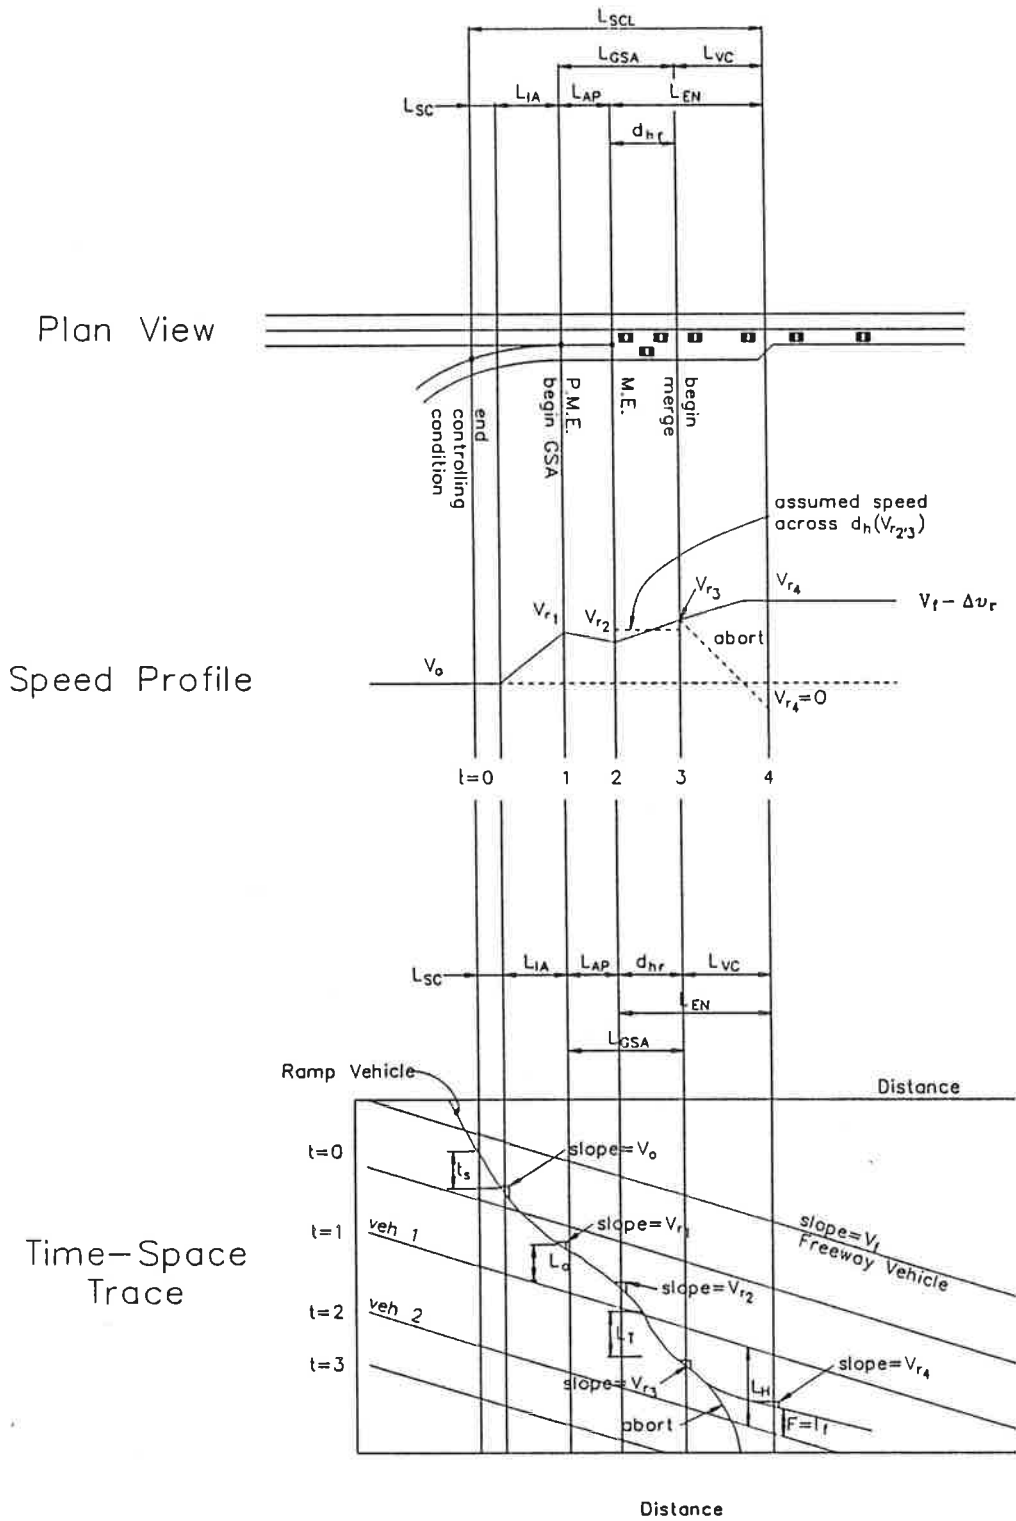 L_SCL
L_GSA L_VC
L_SC L_IA L_AP L_EN
d_hr
Plan View
end
controlling
condition
P.M.E.
begin GSA
M.E.
begin
merge
assumed speed
across d_h(V_r2'3)
V_o V_r1 V_r2 V_r3 V_r4 V_f - Δv_r
abort
Speed Profile
V_r4=0
t=0 1 2 3 4
L_SC L_IA L_AP d_hr L_VC
L_EN
L_GSA
Ramp Vehicle
Distance
t=0
t_s
slope=V_o
t=1
veh 1
slope=V_r1
slope=V_f
Freeway Vehicle
L_a
Time-Space
Trace
t=2
veh 2
slope=V_r2
L_T
t=3
slope=V_r3
L_H
slope=V_r4
abort
F=l_f
Distance